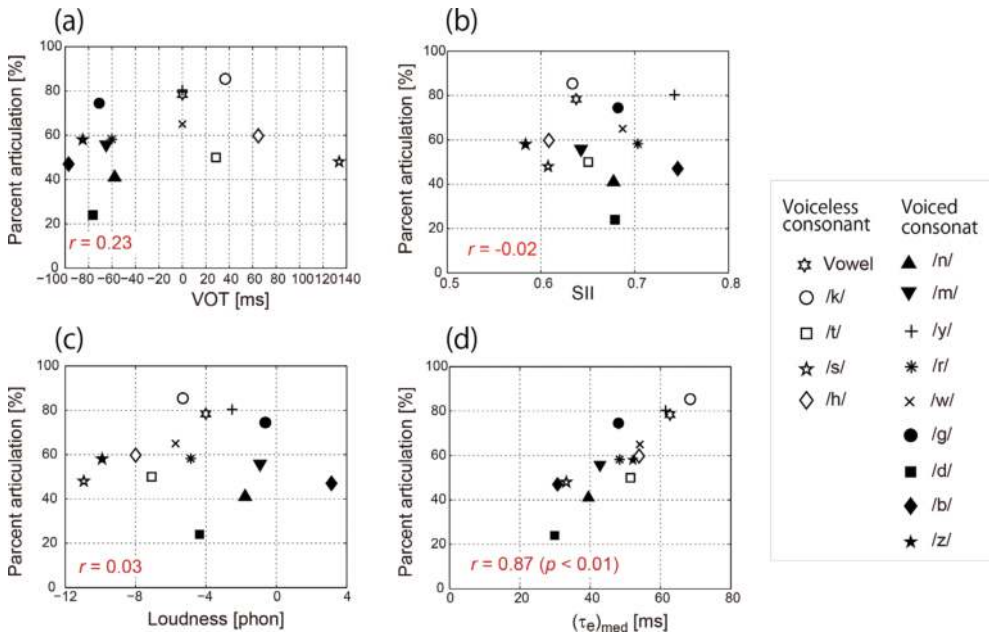 (a)
Parcent articulation [%]
100
80
60
40
20
0
r = 0.23
−100 −80 −60 −40 −20 0 20 40 60 80 100 120 140
VOT [ms]
(b)
Parcent articulation [%]
100
80
60
40
20
0
r = -0.02
0.5 0.6 0.7 0.8
SII
(c)
Parcent articulation [%]
100
80
60
40
20
0
r = 0.03
−12 −8 −4 0 4
Loudness [phon]
(d)
Parcent articulation [%]
100
80
60
40
20
0
r = 0.87 (p < 0.01)
0 20 40 60 80
(τe)med [ms]
Voiceless
consonant
Vowel
/k/
/t/
/s/
/h/
Voiced
consonat
/n/
/m/
/y/
/r/
/w/
/g/
/d/
/b/
/z/